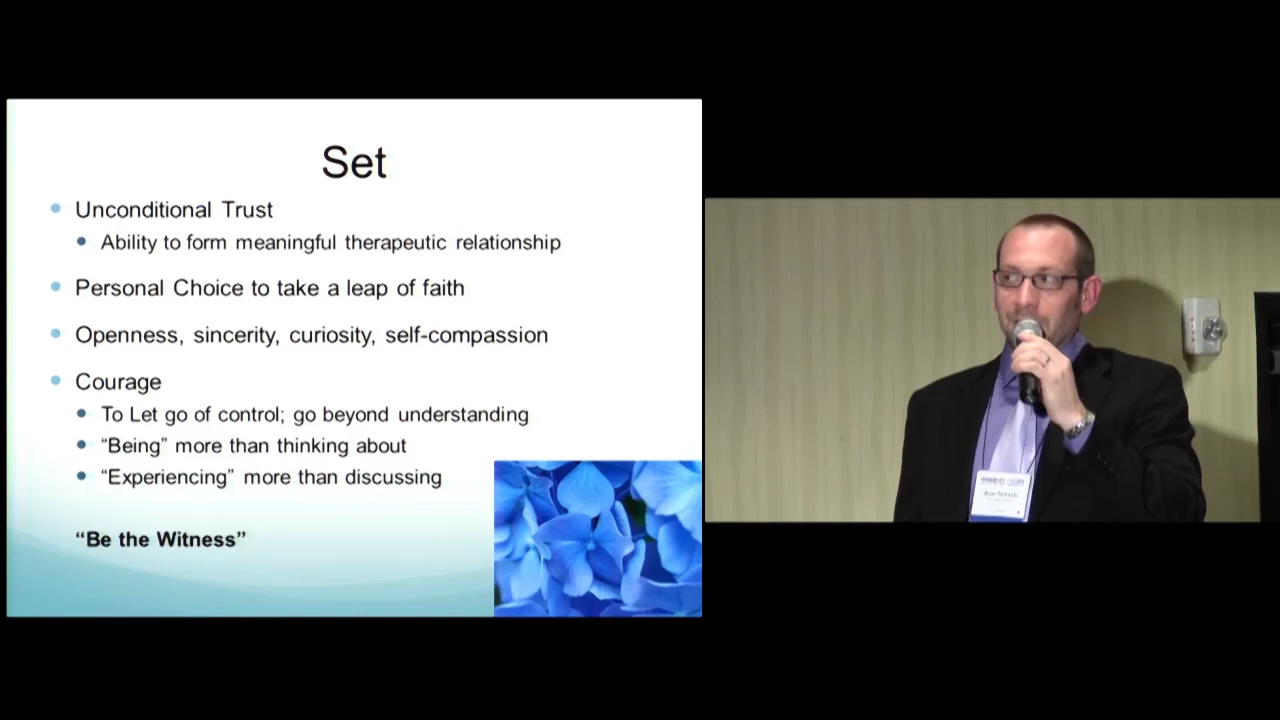 Set
Unconditional Trust
Ability to form meaningful therapeutic relationship
Personal Choice to take a leap of faith
Openness, sincerity, curiosity, self-compassion
Courage
To Let go of control; go beyond understanding
“Being” more than thinking about
“Experiencing” more than discussing
“Be the Witness”
Brian